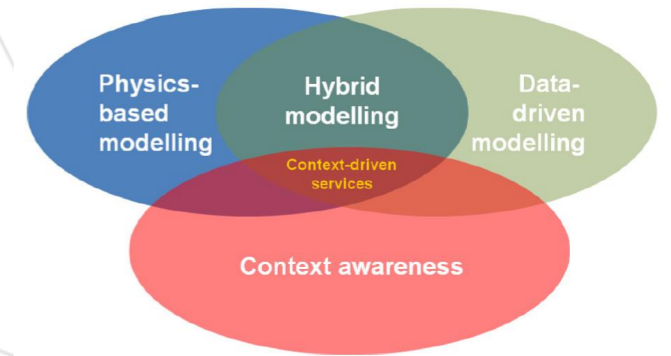 Physics-
based
modelling
Hybrid
modelling
Data-
driven
modelling
Context-driven
services
Context awareness